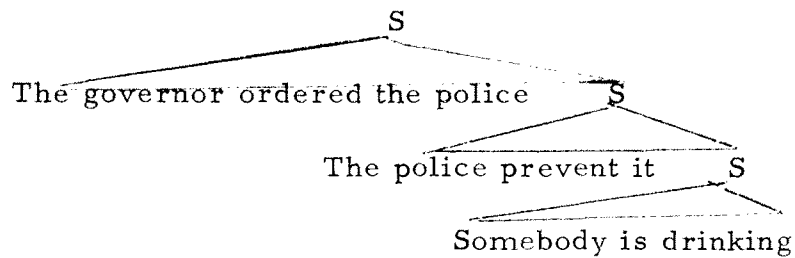 S
The governor ordered the police S
The police prevent it S
Somebody is drinking